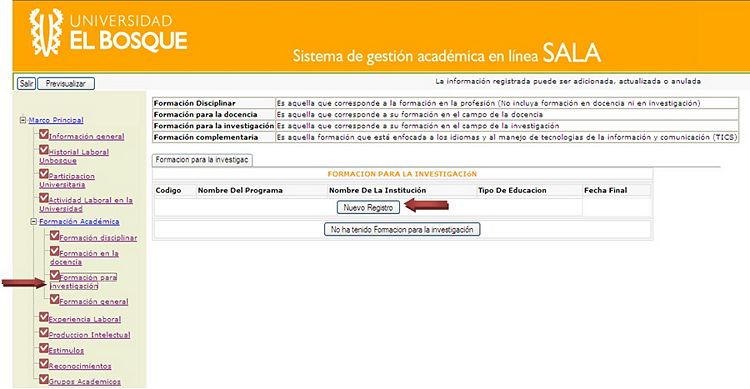 UNIVERSIDAD
EL BOSQUE
Sistema de gestión académica en línea SALA
Salir Previsualizar
La información registrada puede ser adicionada, actualizada o anulada
Marco Principal
Información general
Historial Laboral
Unbosque
Participacion
Universitaria
Actividad Laboral en la
Universidad
Formación Académica
Formación disciplinar
Formación en la
docencia
Formación para
investigación
Formación general
Experiencia Laboral
Produccion Intelectual
Estimulos
Reconocimientos
Grupos Academicos
Formación Disciplinar Es aquella que corresponde a la formación en la profesión (No incluya formación en docencia ni en investigación)
Formación para la docencia Es aquella que corresponde a su formación en el campo de la docencia
Formación para la investigación Es aquella que corresponde a su formación en el campo de la investigación
Formación complementaria Es aquella formación que está enfocada a los idiomas y al manejo de tecnologias de la información y comunicación (TICS)
Formacion para la investigac
FORMACION PARA LA INVESTIGACIóN
Codigo Nombre Del Programa Nombre De La Institución Tipo De Educacion Fecha Final
Nuevo Registro
No ha tenido Formacion para la investigación